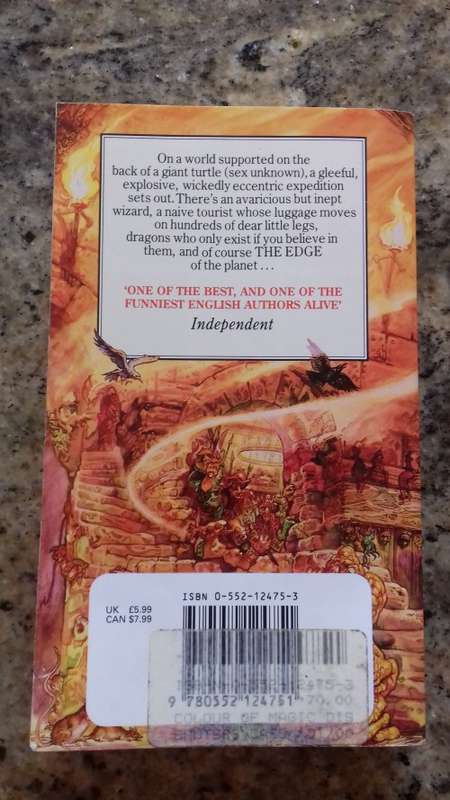 On a world supported on the
back of a giant turtle (sex unknown), a gleeful,
explosive, wickedly eccentric expedition
sets out. There's an avaricious but inept
wizard, a naive tourist whose luggage moves
on hundreds of dear little legs,
dragons who only exist if you believe in
them, and of course THE EDGE
of the planet...
'ONE OF THE BEST, AND ONE OF THE
FUNNIEST ENGLISH AUTHORS ALIVE'
Independent
ISBN 0-552-12475-3
UK £5.99
CAN $7.99
9 780552 124751
70.00
COLOUR OF MAGIC DIS